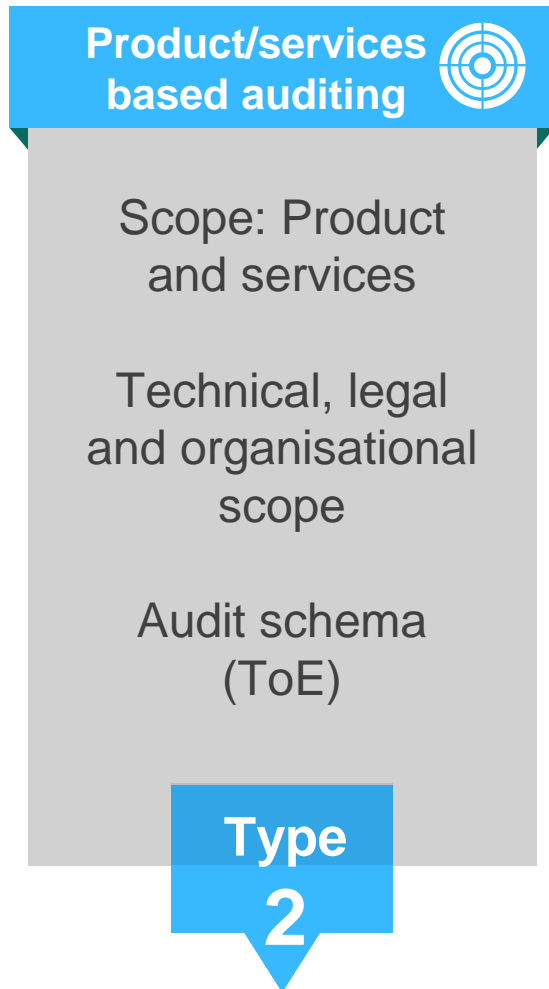 Product/services
based auditing
Scope: Product
and services
Technical, legal
and organisational
scope
Audit schema
(ToE)
Type
2